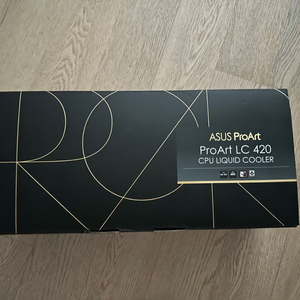 ASUS ProArt
ProArt LC 420
CPU LIQUID COOLER